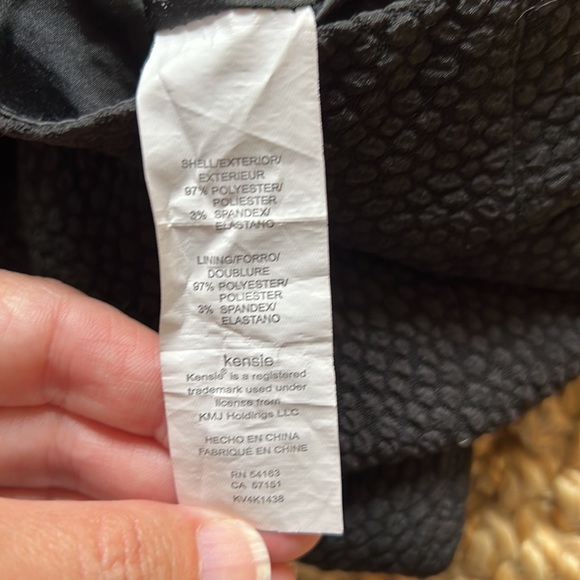 SHELL/EXTERIOR/
EXTERIEUR
97% POLYESTER/
POLIESTER
3% SPANDEX/
ELASTANO
LINING/FORRO/
DOUBLURE
97% POLYESTER/
POLIESTER
3% SPANDEX/
ELASTANO
kensie
Kensie® is a registered
trademark used under
license from
KMJ Holdings LLC
HECHO EN CHINA
FABRIQUÉ EN CHINE
RN 54163
CA 57151
KV4K1438